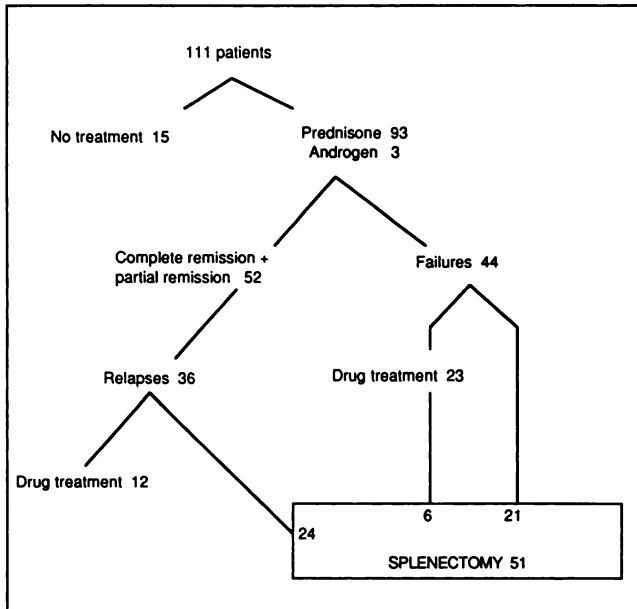 111 patients
No treatment 15
Prednisone 93
Androgen 3
Complete remission +
partial remission 52
Failures 44
Relapses 36
Drug treatment 23
Drug treatment 12
6 21
24
SPLENECTOMY 51